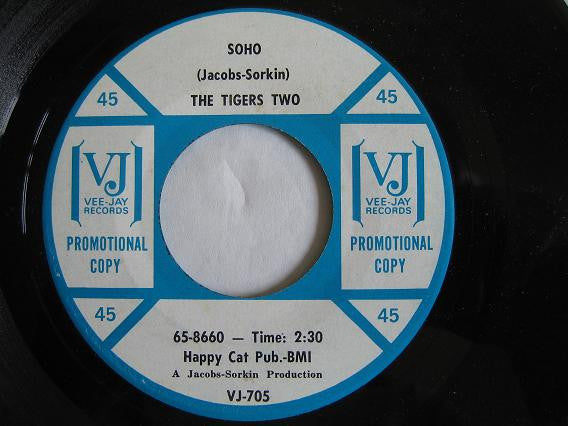 SOHO
(Jacobs-Sorkin)
THE TIGERS TWO
45
45
VJ
VEE-JAY
RECORDS
PROMOTIONAL
COPY
VJ
VEE-JAY
RECORDS
PROMOTIONAL
COPY
45
45
65-8660 — Time: 2:30
Happy Cat Pub.-BMI
A Jacobs-Sorkin Production
VJ-705